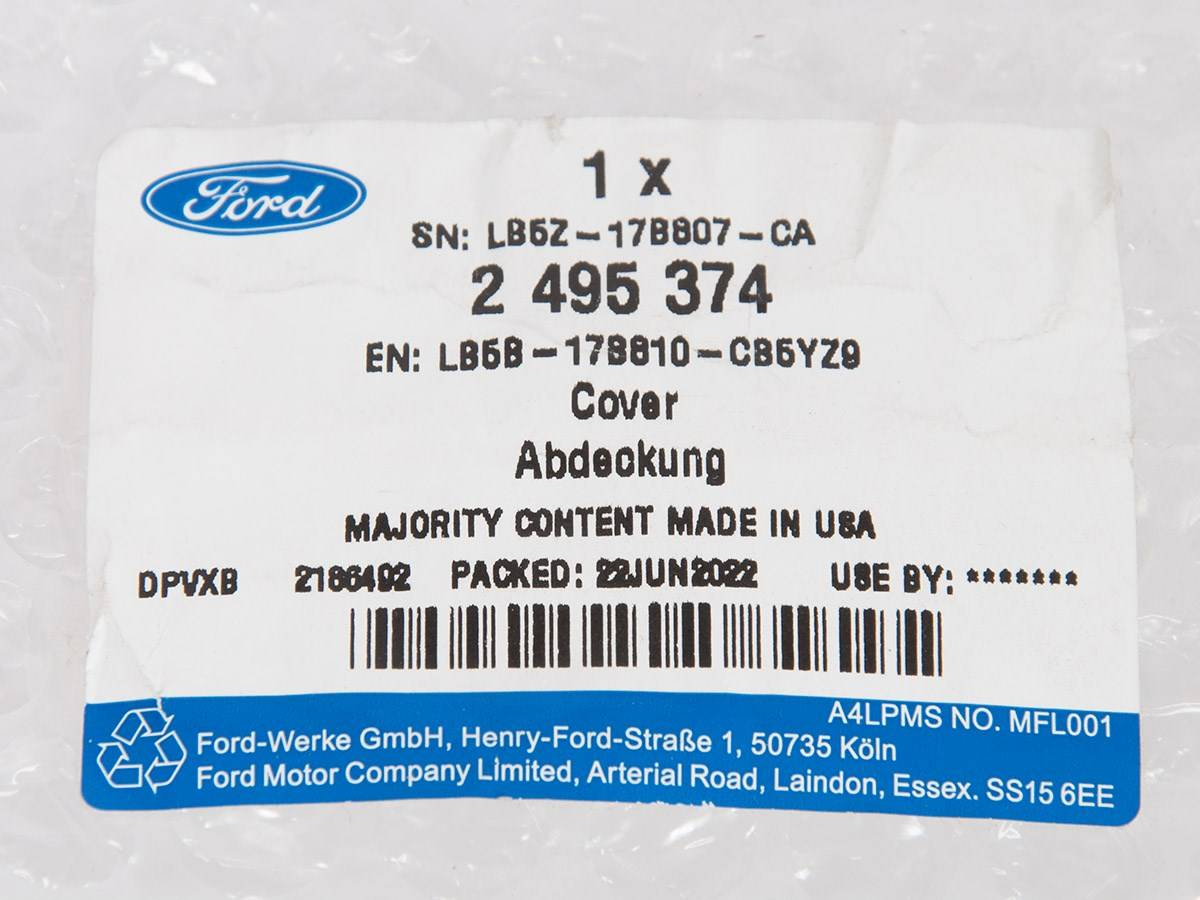 Ford
1 x
SN: LB5Z-17B807-CA
2 495 374
EN: LB5B-17B810-CB5YZ9
Cover
Abdeckung
MAJORITY CONTENT MADE IN USA
DPVXB 2186492 PACKED: 22JUN2022 USE BY: *******
A4LPMS NO. MFL001
Ford-Werke GmbH, Henry-Ford-Straße 1, 50735 Köln
Ford Motor Company Limited, Arterial Road, Laindon, Essex. SS15 6EE